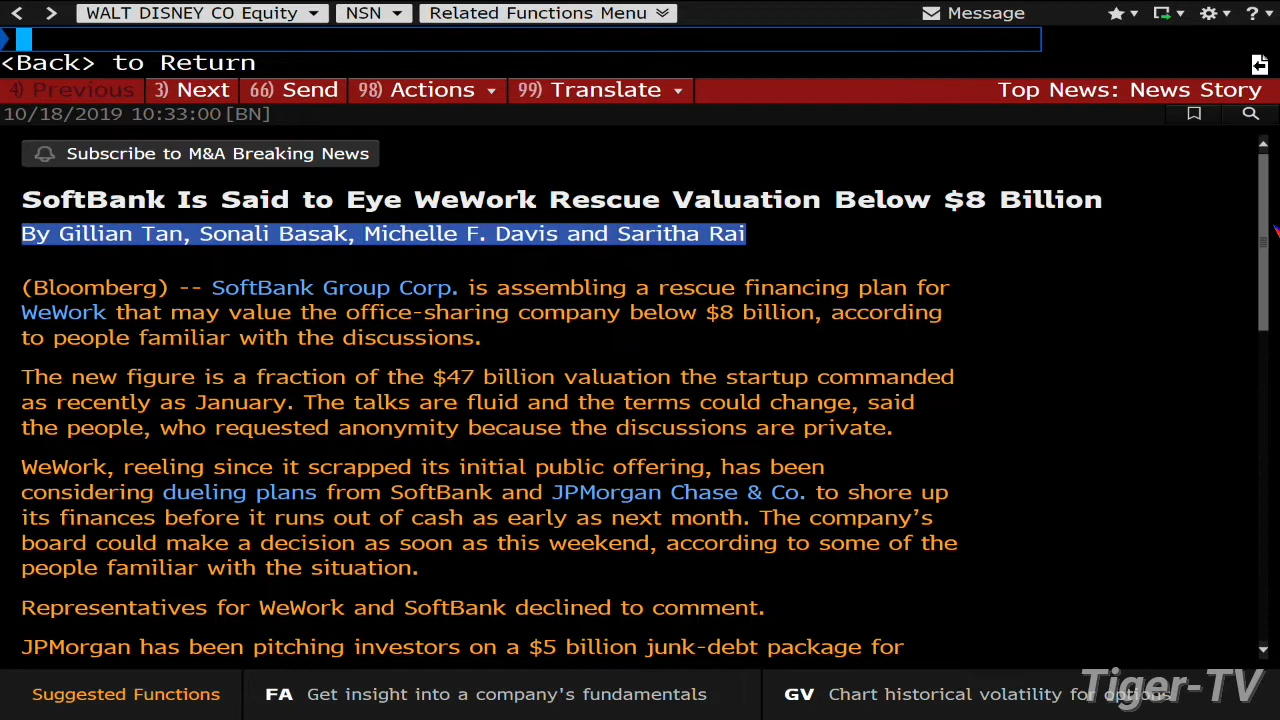 WALT DISNEY CO Equity NSN Related Functions Menu Message ?
<Back> to Return
4) Previous 3) Next 66) Send 98) Actions 99) Translate Top News: News Story
10/18/2019 10:33:00 [BN]
Subscribe to M&A Breaking News
SoftBank Is Said to Eye WeWork Rescue Valuation Below $8 Billion
By Gillian Tan, Sonali Basak, Michelle F. Davis and Saritha Rai
(Bloomberg) -- SoftBank Group Corp. is assembling a rescue financing plan for
WeWork that may value the office-sharing company below $8 billion, according
to people familiar with the discussions.
The new figure is a fraction of the $47 billion valuation the startup commanded
as recently as January. The talks are fluid and the terms could change, said
the people, who requested anonymity because the discussions are private.
WeWork, reeling since it scrapped its initial public offering, has been
considering dueling plans from SoftBank and JPMorgan Chase & Co. to shore up
its finances before it runs out of cash as early as next month. The company’s
board could make a decision as soon as this weekend, according to some of the
people familiar with the situation.
Representatives for WeWork and SoftBank declined to comment.
JPMorgan has been pitching investors on a $5 billion junk-debt package for
Suggested Functions FA Get insight into a company's fundamentals GV Chart historical volatility for options
Tiger-TV